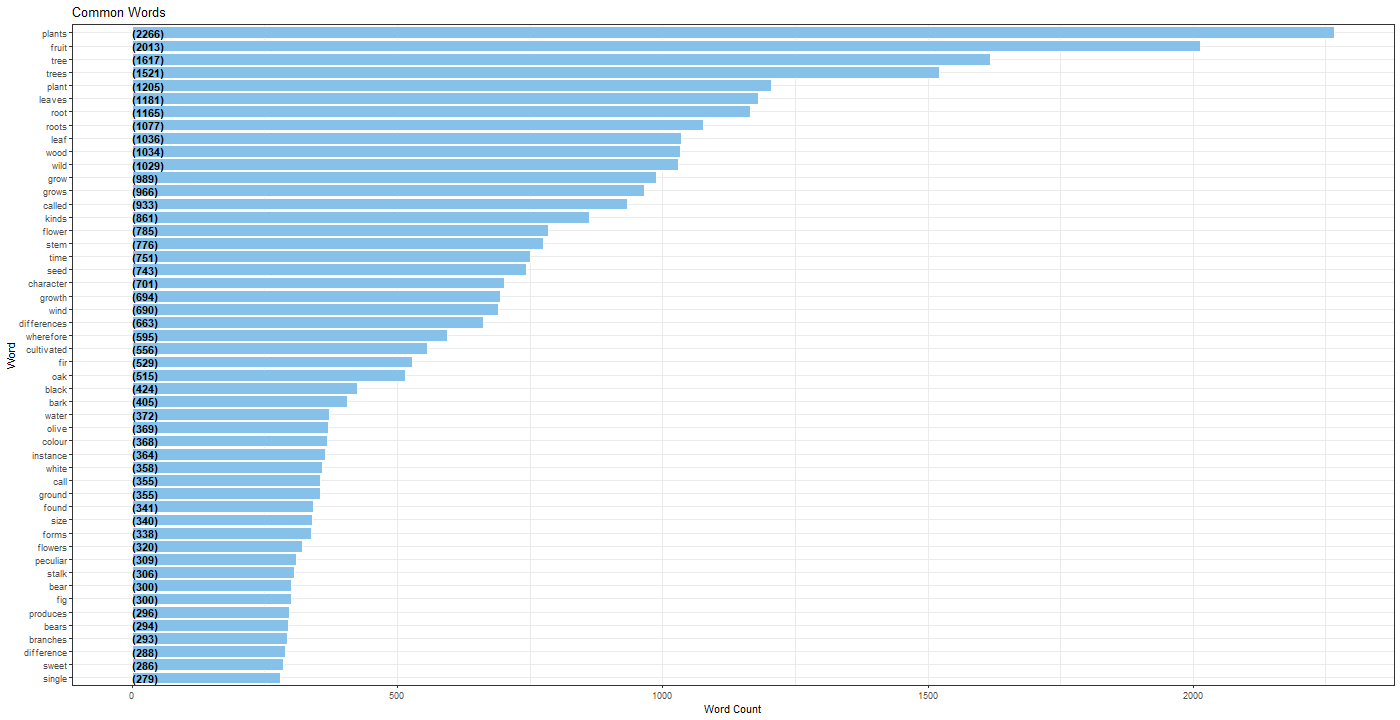 Common Words
Word
plants (2266)
fruit (2013)
tree (1617)
trees (1521)
plant (1205)
leaves (1181)
root (1165)
roots (1077)
leaf (1036)
wood (1034)
wild (1029)
grow (989)
grows (966)
called (933)
kinds (861)
flower (785)
stem (776)
time (751)
seed (743)
character (701)
growth (694)
wind (690)
differences (663)
wherefore (595)
cultivated (556)
fir (529)
oak (515)
black (424)
bark (405)
water (372)
olive (369)
colour (368)
instance (364)
white (358)
call (355)
ground (355)
found (341)
size (340)
forms (338)
flowers (320)
peculiar (309)
stalk (306)
bear (300)
fig (300)
produces (296)
bears (294)
branches (293)
difference (288)
sweet (286)
single (279)
0 500 1000 1500 2000
Word Count